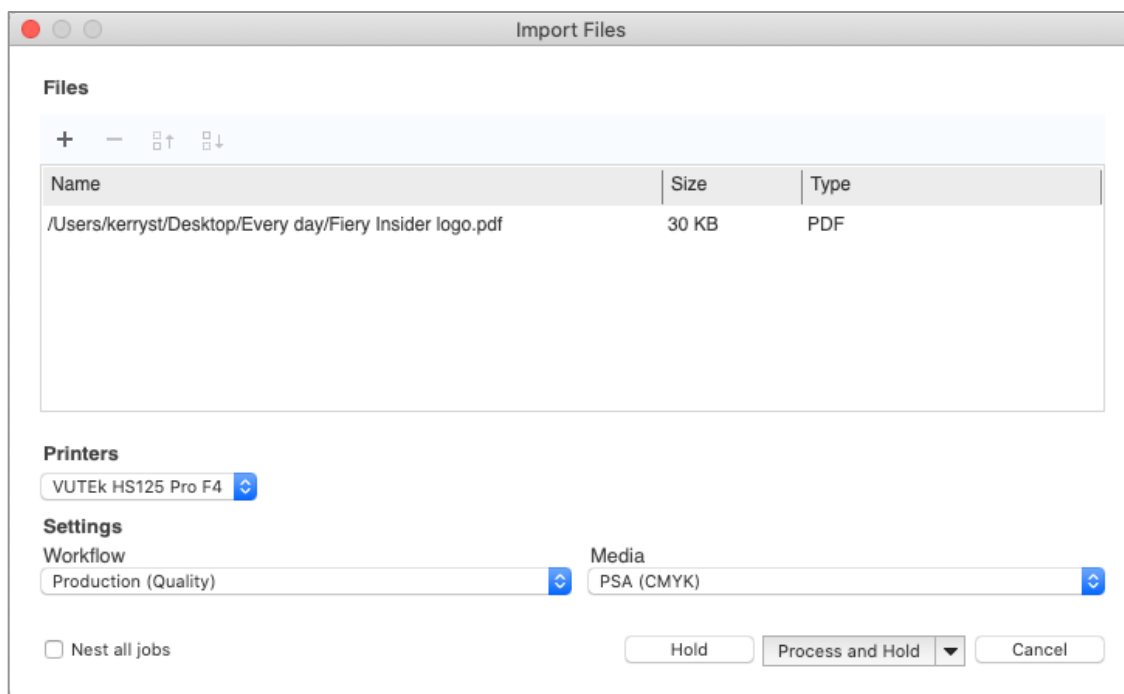 Import Files
Files
Name Size Type
/Users/kerryst/Desktop/Every day/Fiery Insider logo.pdf 30 KB PDF
Printers
VUTEk HS125 Pro F4
Settings
Workflow Media
Production (Quality) PSA (CMYK)
Nest all jobs Hold Process and Hold Cancel